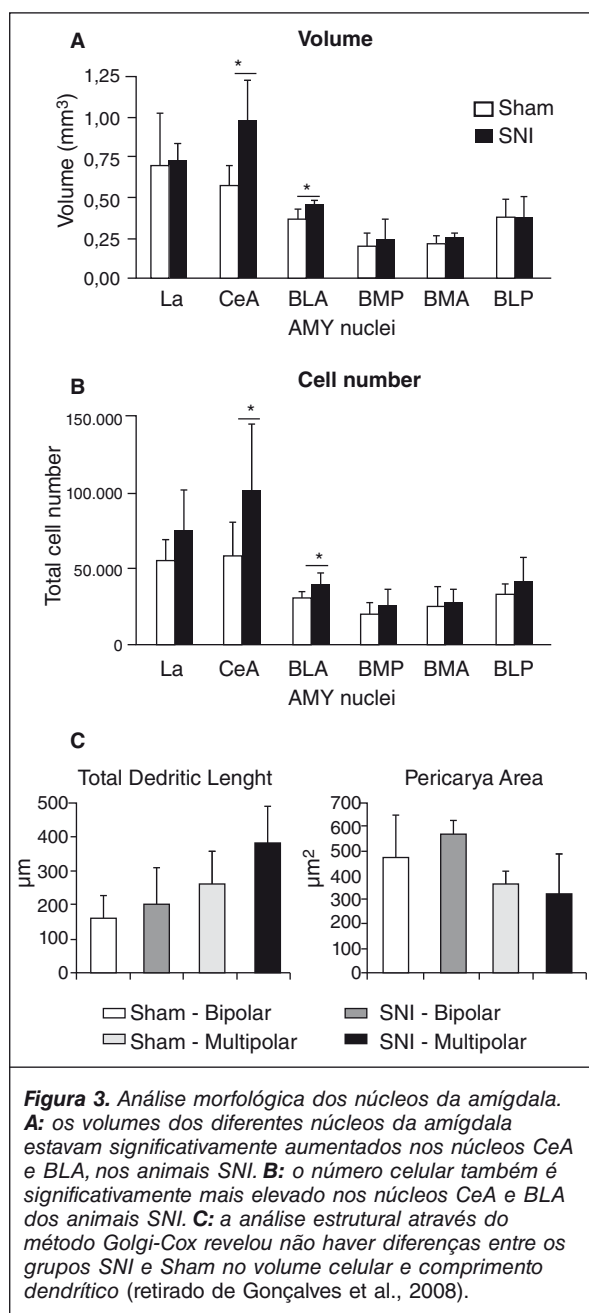 A
Volume
1,25
1,00
0,75
0,50
0,25
0,00
Volume (mm³)
*
*
Sham
SNI
La CeA BLA BMP BMA BLP
AMY nuclei
B
Cell number
150.000
100.000
50.000
0
Total cell number
*
*
La CeA BLA BMP BMA BLP
AMY nuclei
C
Total Dedritic Lenght
500
400
300
200
100
0
µm
Pericarya Area
700
600
500
400
300
200
100
0
µm²
Sham - Bipolar
SNI - Bipolar
Sham - Multipolar
SNI - Multipolar
Figura 3. Análise morfológica dos núcleos da amígdala.
A: os volumes dos diferentes núcleos da amígdala
estavam significativamente aumentados nos núcleos CeA
e BLA, nos animais SNI. B: o número celular também é
significativamente mais elevado nos núcleos CeA e BLA
dos animais SNI. C: a análise estrutural através do
método Golgi-Cox revelou não haver diferenças entre os
grupos SNI e Sham no volume celular e comprimento
dendrítico (retirado de Gonçalves et al., 2008).